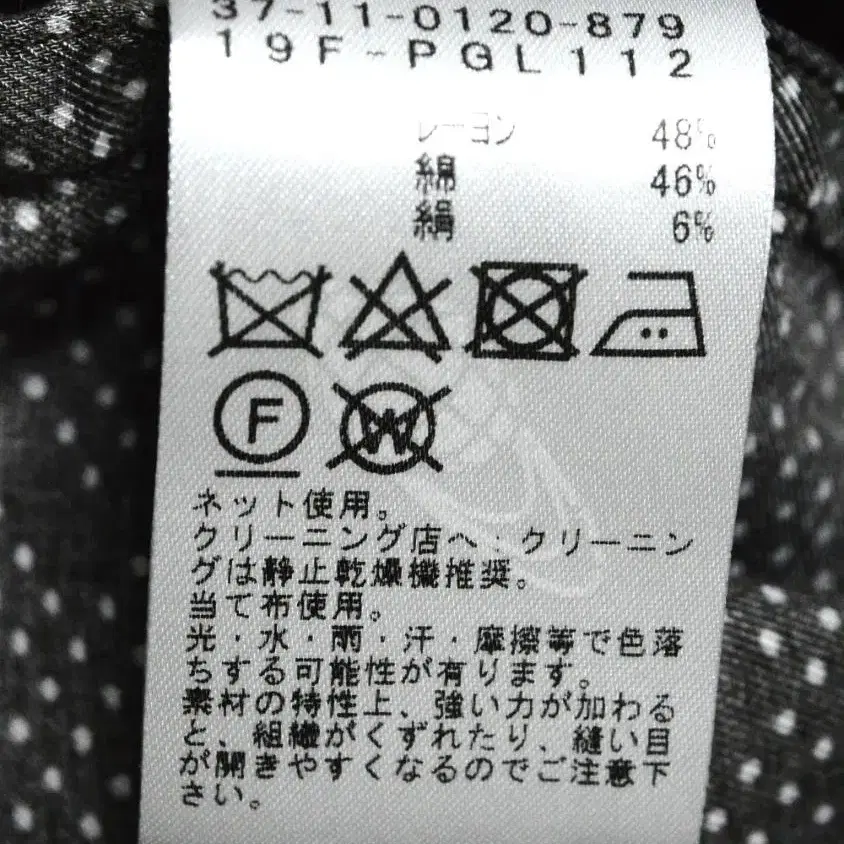 37-11-0120-879
19F-PGL112
レーヨン 48%
綿 46%
絹 6%
F
W
ネット使用。
クリーニング店へ:クリーニン
グは静止乾燥機推奨。
当て布使用。
光・水・雨・汗・摩擦等で色落
ちする可能性が有ります。
素材の特性上、強い力が加わる
と、組織がくずれたり、縫い目
が開きやすくなるのでご注意下
さい。